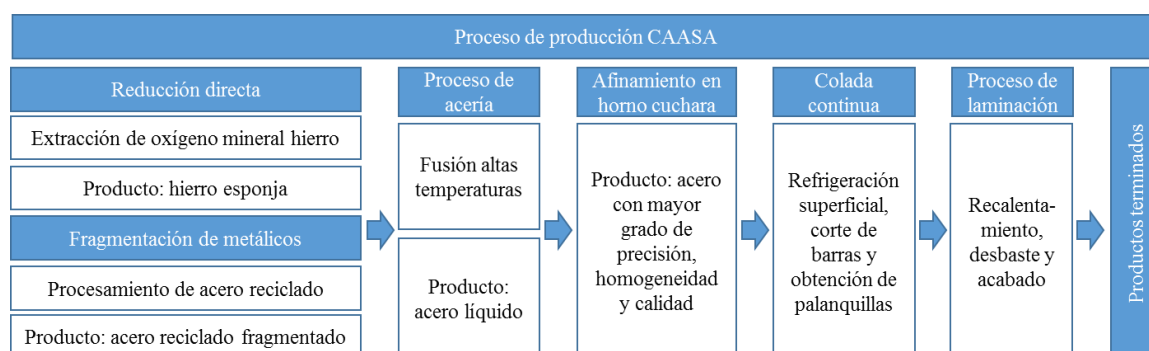 Proceso de producción CAASA
Reducción directa
Extracción de oxígeno mineral hierro
Producto: hierro esponja
Fragmentación de metálicos
Procesamiento de acero reciclado
Producto: acero reciclado fragmentado
Proceso de
acería
Fusión altas
temperaturas
Producto:
acero líquido
Afinamiento en
horno cuchara
Producto: acero
con mayor
grado de
precisión,
homogeneidad
y calidad
Colada
continua
Refrigeración
superficial,
corte de
barras y
obtención de
palanquillas
Proceso de
laminación
Recalenta-
miento,
desbaste y
acabado
Productos terminados